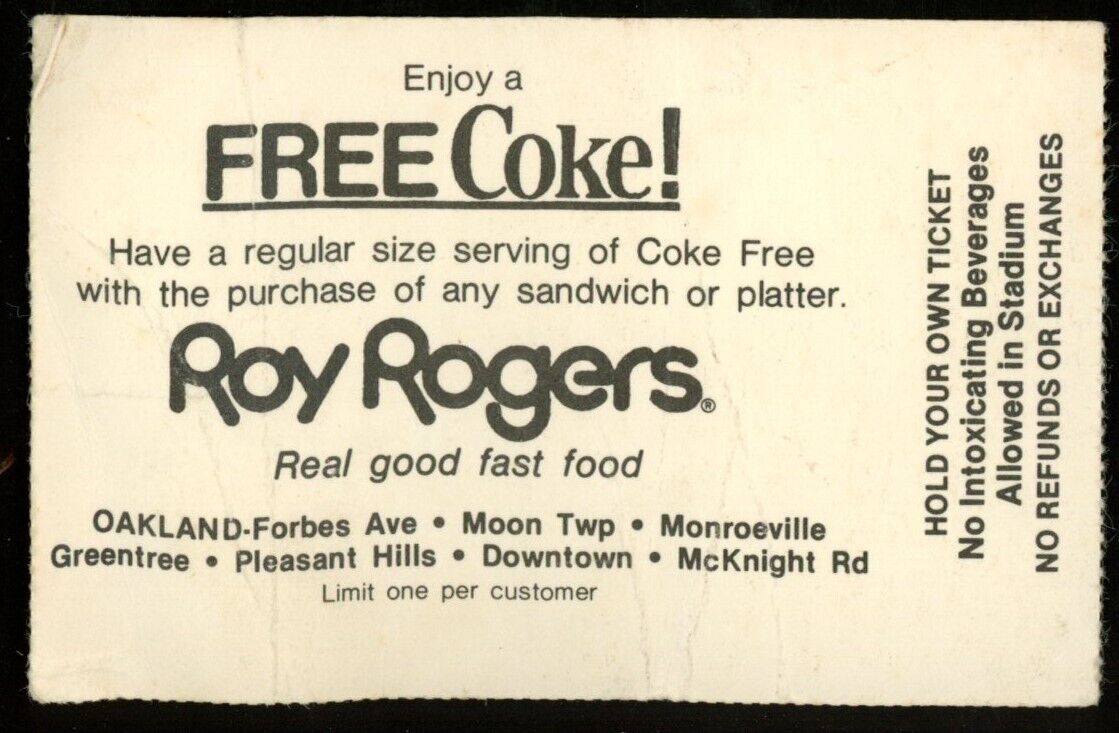 Enjoy a
FREE Coke!
Have a regular size serving of Coke Free
with the purchase of any sandwich or platter.
Roy Rogers®
Real good fast food
OAKLAND-Forbes Ave • Moon Twp • Monroeville
Greentree • Pleasant Hills • Downtown • McKnight Rd
Limit one per customer
HOLD YOUR OWN TICKET
No Intoxicating Beverages
Allowed in Stadium
NO REFUNDS OR EXCHANGES